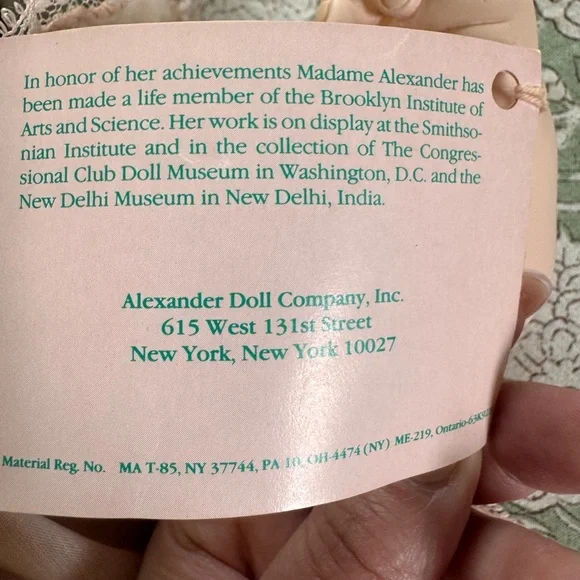 In honor of her achievements Madame Alexander has
been made a life member of the Brooklyn Institute of
Arts and Science. Her work is on display at the Smithso-
nian Institute and in the collection of The Congres-
sional Club Doll Museum in Washington, D.C. and the
New Delhi Museum in New Delhi, India.
Alexander Doll Company, Inc.
615 West 131st Street
New York, New York 10027
Material Reg. No. MA T-85, NY 37744, PA 10, OH-4474 (NY) ME-219, Ontario-